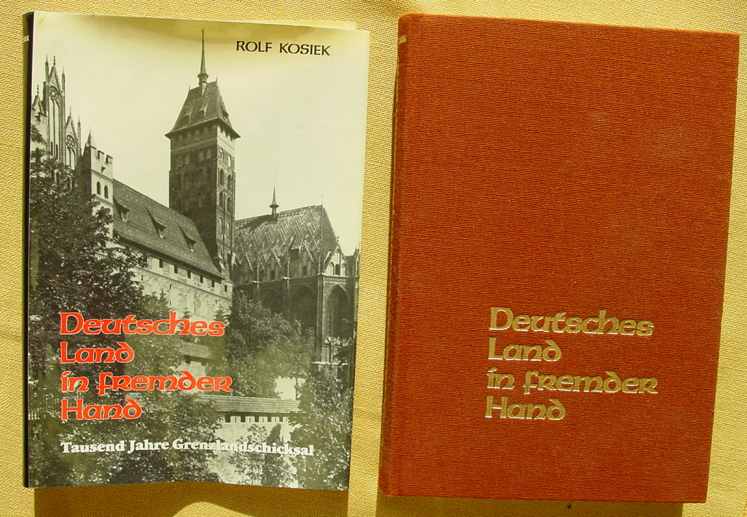 ROLF KOSIEK
Deutsches
Land
in fremder
Hand
Tausend Jahre Grenzlandschicksal
Deutsches
Land
in fremder
Hand